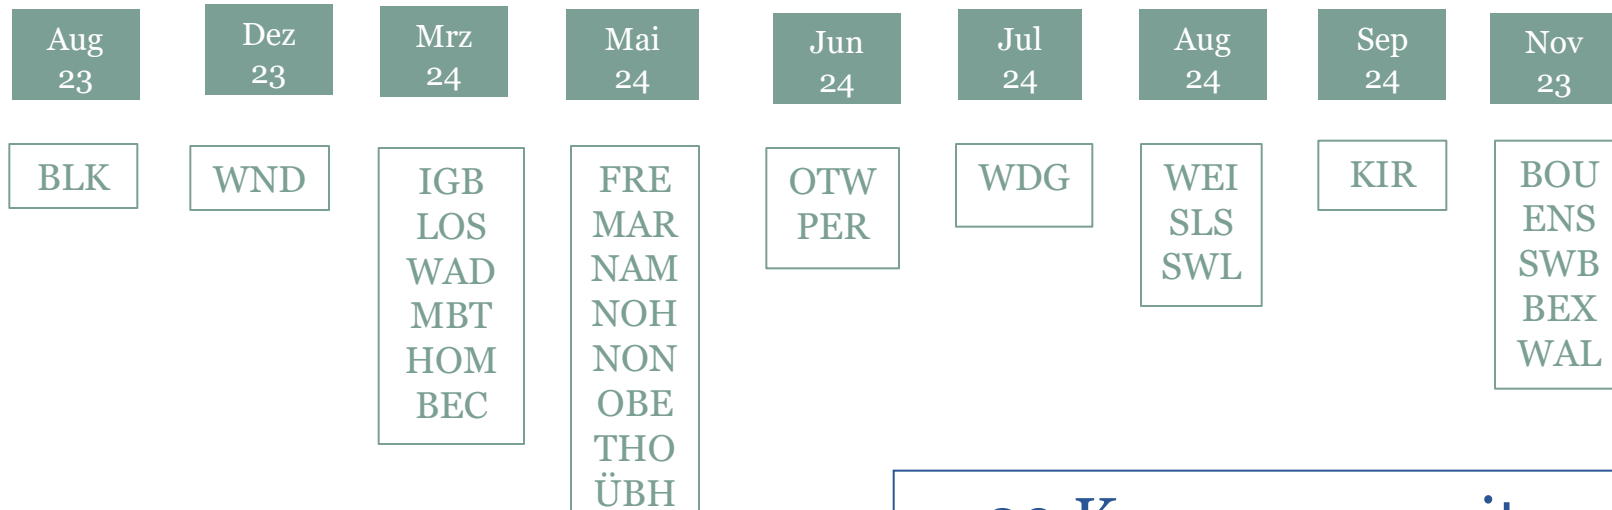 Aug
23
Dez
23
Mrz
24
Mai
24
Jun
24
Jul
24
Aug
24
Sep
24
Nov
23
BLK
WND
IGB
LOS
WAD
MBT
HOM
BEC
FRE
MAR
NAM
NOH
NON
OBE
THO
ÜBH
OTW
PER
WDG
WEI
SLS
SWL
KIR
BOU
ENS
SWB
BEX
WAL